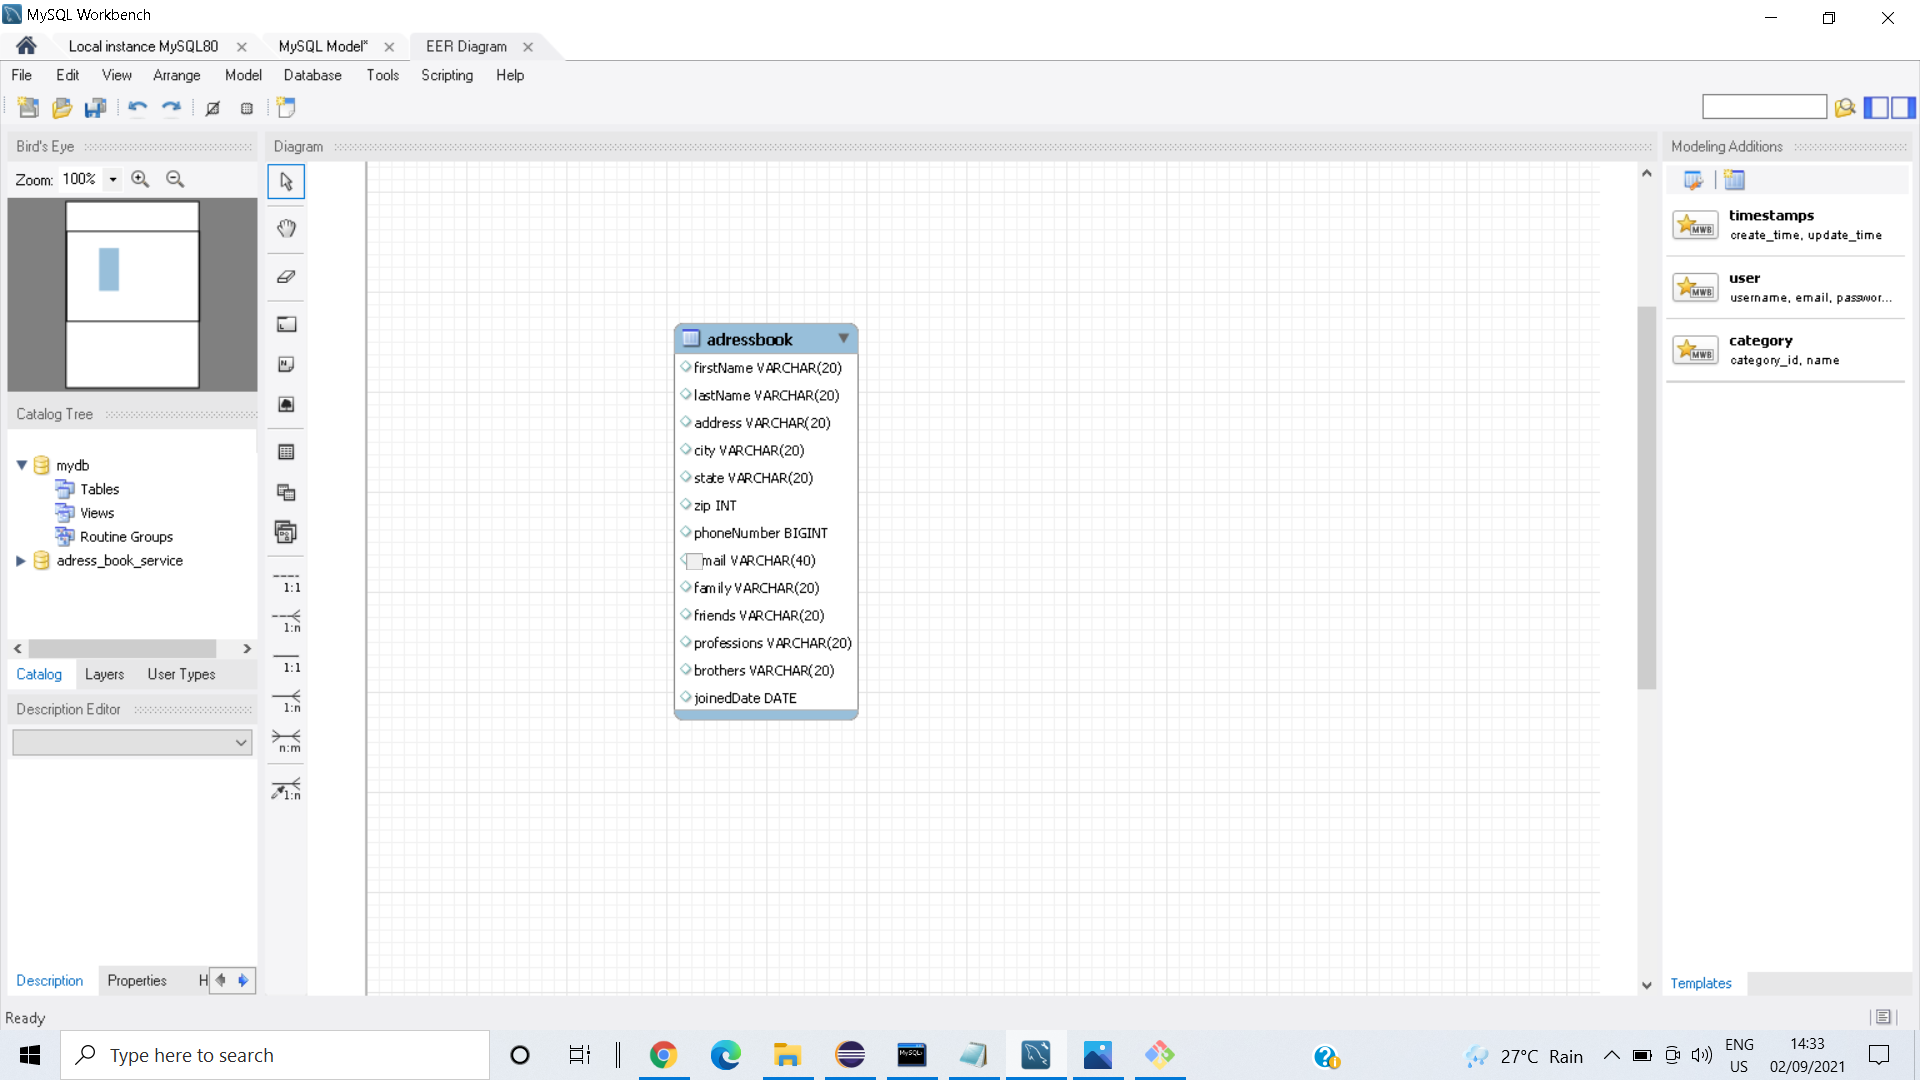 MySQL Workbench
Local instance MySQL80
MySQL Model*
EER Diagram
File Edit View Arrange Model Database Tools Scripting Help
Bird's Eye
Zoom: 100%
Catalog Tree
mydb
Tables
Views
Routine Groups
adress_book_service
Catalog Layers User Types
Description Editor
Description Properties H
Ready
Diagram
1:1
1:n
1:1
1:n
n:m
1:n
adressbook
firstName VARCHAR(20)
lastName VARCHAR(20)
address VARCHAR(20)
city VARCHAR(20)
state VARCHAR(20)
zip INT
phoneNumber BIGINT
mail VARCHAR(40)
family VARCHAR(20)
friends VARCHAR(20)
professions VARCHAR(20)
brothers VARCHAR(20)
joinedDate DATE
Modeling Additions
MWB
timestamps
create_time, update_time
MWB
user
username, email, passwor...
MWB
category
category_id, name
Templates
Type here to search
MySQL
27°C Rain
ENG
US
14:33
02/09/2021